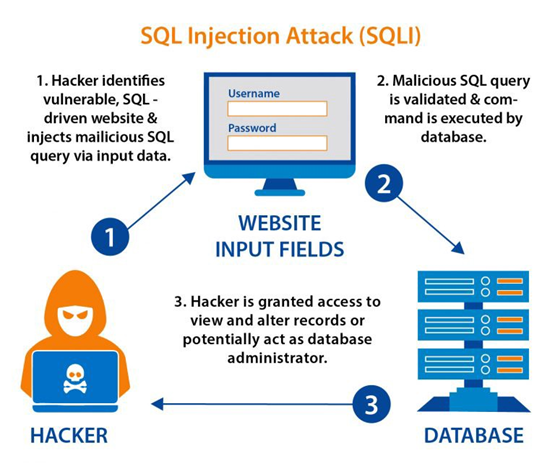 SQL Injection Attack (SQLI)
1. Hacker identifies
vulnerable, SQL -
driven website &
injects mailicious SQL
query via input data.
Username
Password
2. Malicious SQL query
is validated & com-
mand is executed by
database.
1
2
WEBSITE
INPUT FIELDS
3. Hacker is granted access to
view and alter records or
potentially act as database
administrator.
3
HACKER
DATABASE